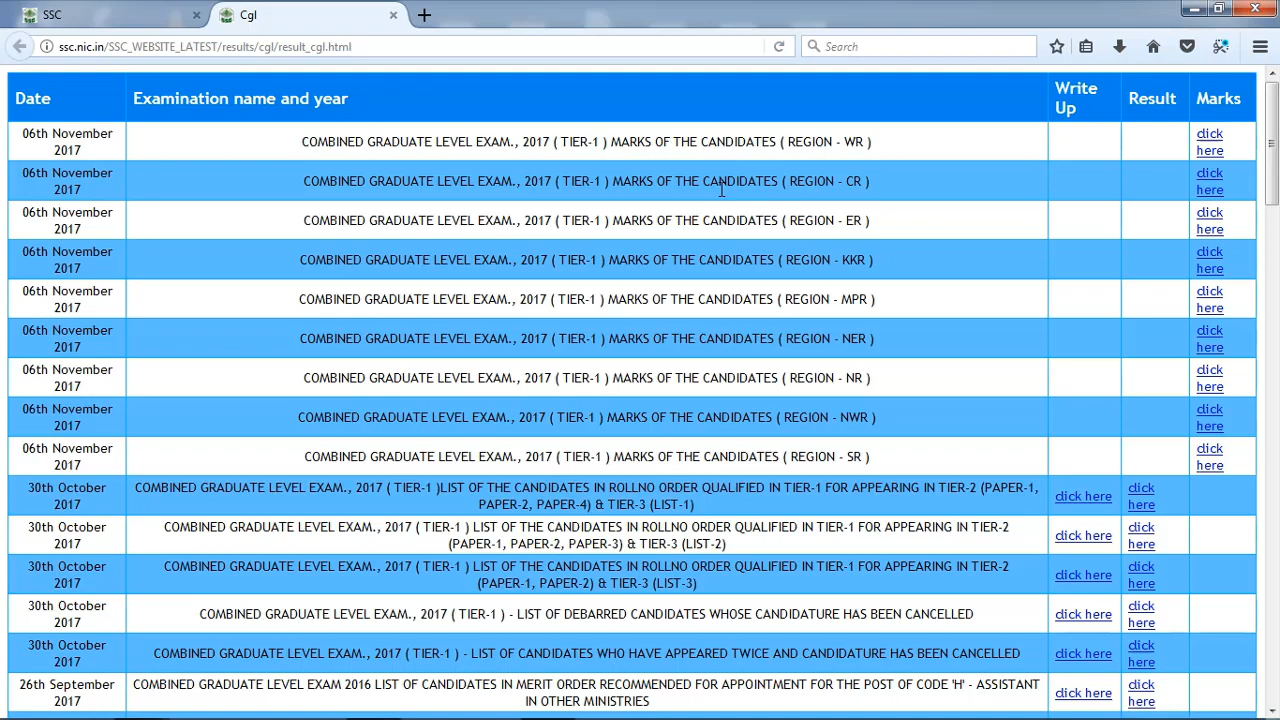 SSC
Cgl
ssc.nic.in/SSC_WEBSITE_LATEST/results/cgl/result_cgl.html
Search
Date Examination name and year Write Up Result Marks
06th November 2017 COMBINED GRADUATE LEVEL EXAM., 2017 ( TIER-1 ) MARKS OF THE CANDIDATES ( REGION - WR ) click here
06th November 2017 COMBINED GRADUATE LEVEL EXAM., 2017 ( TIER-1 ) MARKS OF THE CANDIDATES ( REGION - CR ) click here
06th November 2017 COMBINED GRADUATE LEVEL EXAM., 2017 ( TIER-1 ) MARKS OF THE CANDIDATES ( REGION - ER ) click here
06th November 2017 COMBINED GRADUATE LEVEL EXAM., 2017 ( TIER-1 ) MARKS OF THE CANDIDATES ( REGION - KKR ) click here
06th November 2017 COMBINED GRADUATE LEVEL EXAM., 2017 ( TIER-1 ) MARKS OF THE CANDIDATES ( REGION - MPR ) click here
06th November 2017 COMBINED GRADUATE LEVEL EXAM., 2017 ( TIER-1 ) MARKS OF THE CANDIDATES ( REGION - NER ) click here
06th November 2017 COMBINED GRADUATE LEVEL EXAM., 2017 ( TIER-1 ) MARKS OF THE CANDIDATES ( REGION - NR ) click here
06th November 2017 COMBINED GRADUATE LEVEL EXAM., 2017 ( TIER-1 ) MARKS OF THE CANDIDATES ( REGION - NWR ) click here
06th November 2017 COMBINED GRADUATE LEVEL EXAM., 2017 ( TIER-1 ) MARKS OF THE CANDIDATES ( REGION - SR ) click here
30th October 2017 COMBINED GRADUATE LEVEL EXAM., 2017 ( TIER-1 )LIST OF THE CANDIDATES IN ROLLNO ORDER QUALIFIED IN TIER-1 FOR APPEARING IN TIER-2 (PAPER-1,
PAPER-2, PAPER-4) & TIER-3 (LIST-1) click here click here
30th October 2017 COMBINED GRADUATE LEVEL EXAM., 2017 ( TIER-1 ) LIST OF THE CANDIDATES IN ROLLNO ORDER QUALIFIED IN TIER-1 FOR APPEARING IN TIER-2
(PAPER-1, PAPER-2, PAPER-3) & TIER-3 (LIST-2) click here click here
30th October 2017 COMBINED GRADUATE LEVEL EXAM., 2017 ( TIER-1 ) LIST OF THE CANDIDATES IN ROLLNO ORDER QUALIFIED IN TIER-1 FOR APPEARING IN TIER-2
(PAPER-1, PAPER-2) & TIER-3 (LIST-3) click here click here
30th October 2017 COMBINED GRADUATE LEVEL EXAM., 2017 ( TIER-1 ) - LIST OF DEBARRED CANDIDATES WHOSE CANDIDATURE HAS BEEN CANCELLED click here click here
30th October 2017 COMBINED GRADUATE LEVEL EXAM., 2017 ( TIER-1 ) - LIST OF CANDIDATES WHO HAVE APPEARED TWICE AND CANDIDATURE HAS BEEN CANCELLED click here click here
26th September 2017 COMBINED GRADUATE LEVEL EXAM 2016 LIST OF CANDIDATES IN MERIT ORDER RECOMMENDED FOR APPOINTMENT FOR THE POST OF CODE 'H' - ASSISTANT
IN OTHER MINISTRIES click here click here